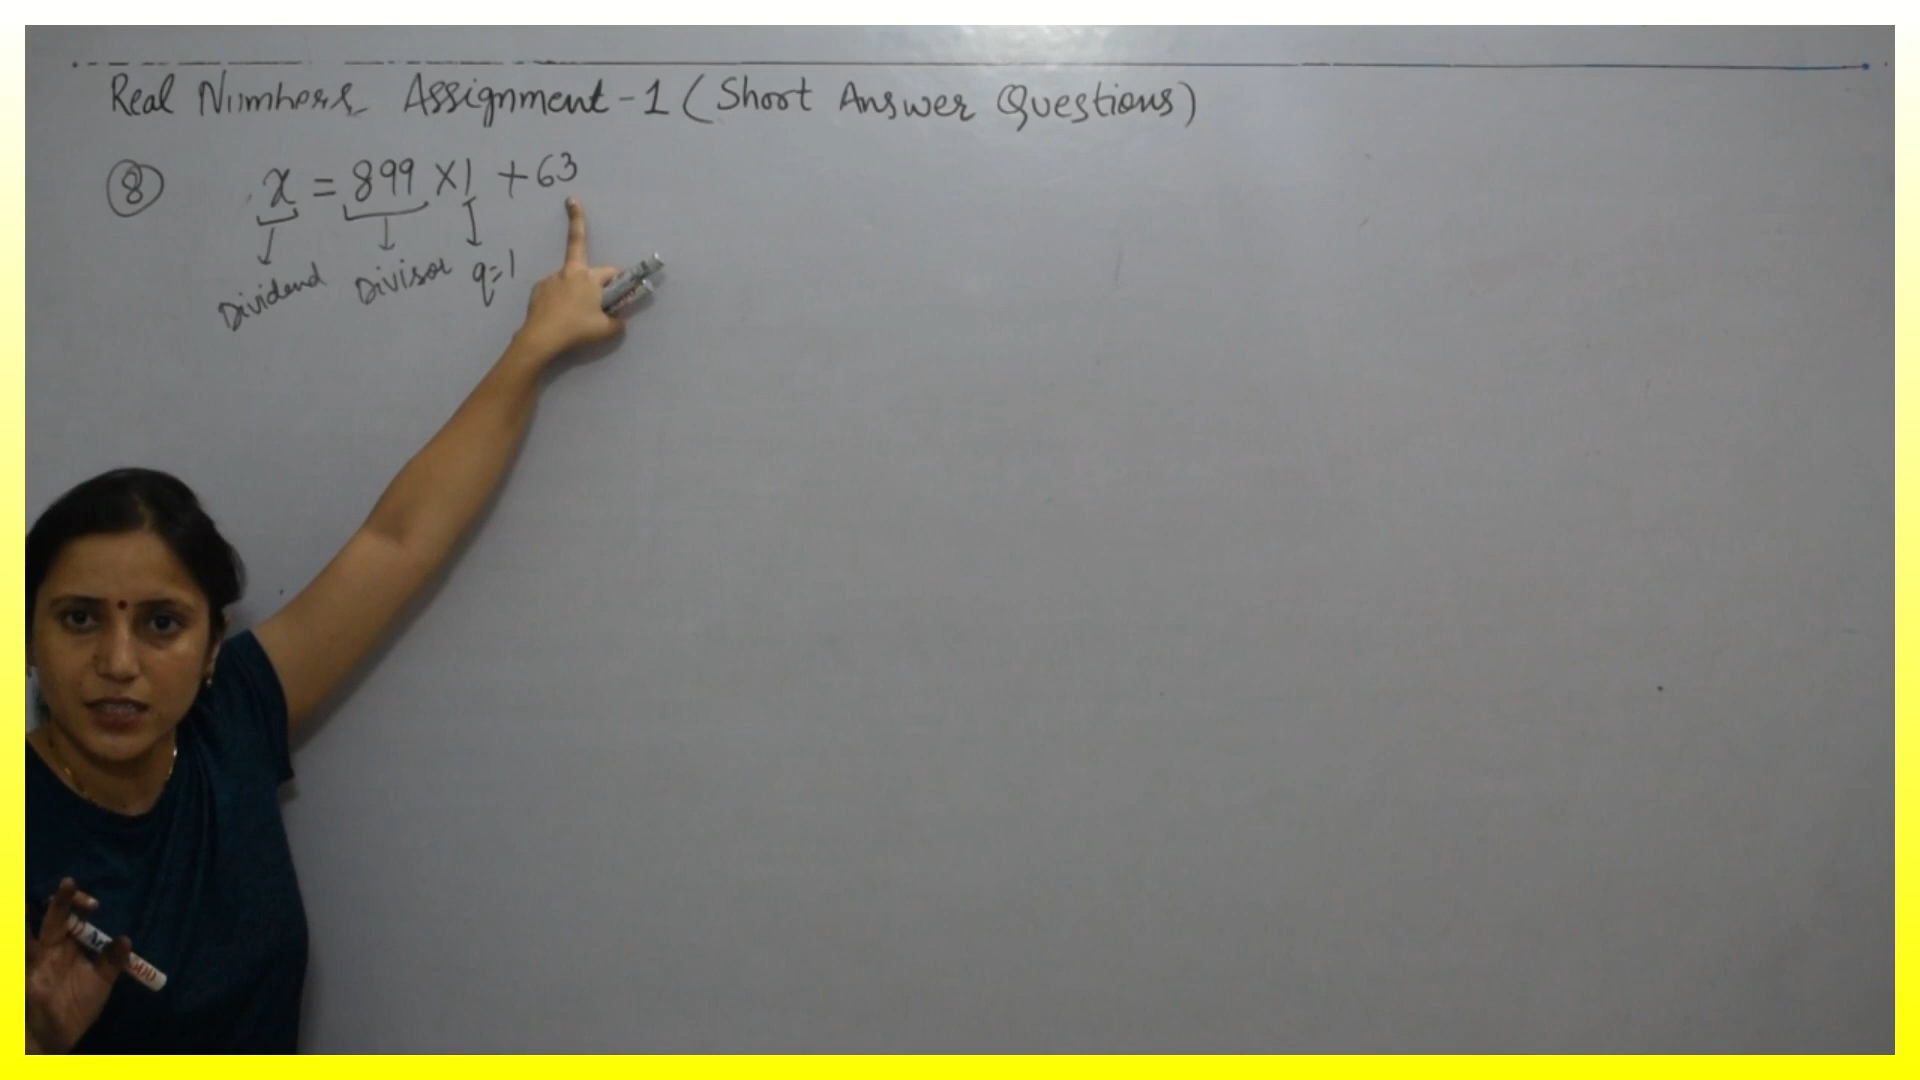 Real Numbers Assignment-1 (Short Answer Questions)
8 x = 899 × 1 + 63
Dividend Divisor q=1